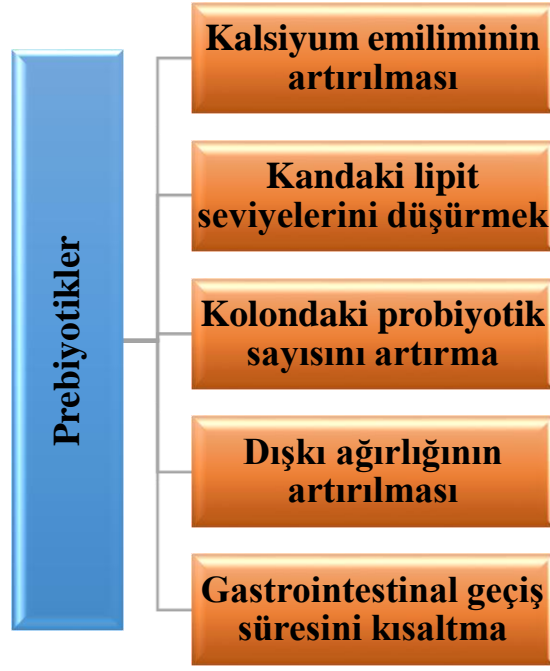 Prebiyotikler
Kalsiyum emiliminin
artırılması
Kandaki lipit
seviyelerini düşürmek
Kolondaki probiyotik
sayısını artırma
Dışkı ağırlığının
artırılması
Gastrointestinal geçiş
süresini kısaltma